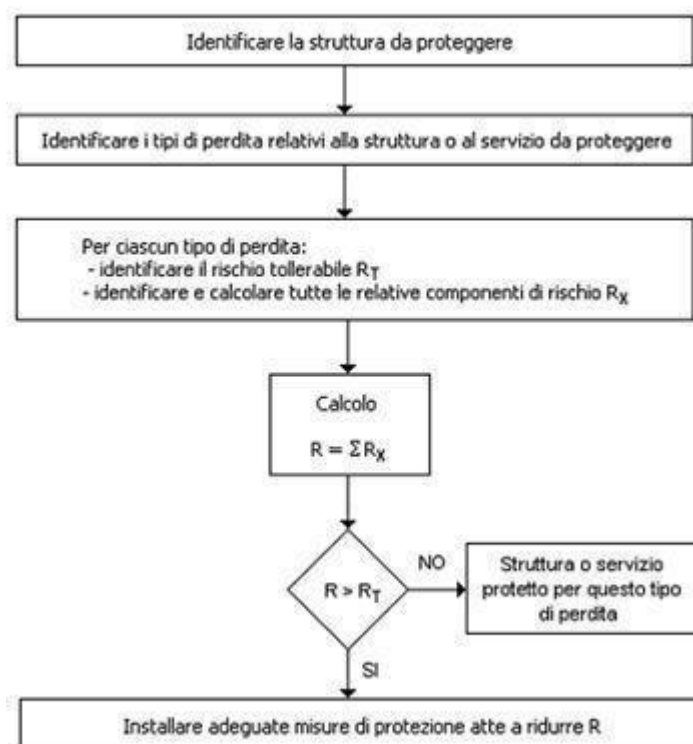 Identificare la struttura da proteggere
Identificare i tipi di perdita relativi alla struttura o al servizio da proteggere
Per ciascun tipo di perdita:
- identificare il rischio tollerabile RT
- identificare e calcolare tutte le relative componenti di rischio RX
Calcolo
R = ΣRX
R > RT
NO
Struttura o servizio
protetto per questo tipo
di perdita
SI
Installare adeguate misure di protezione atte a ridurre R